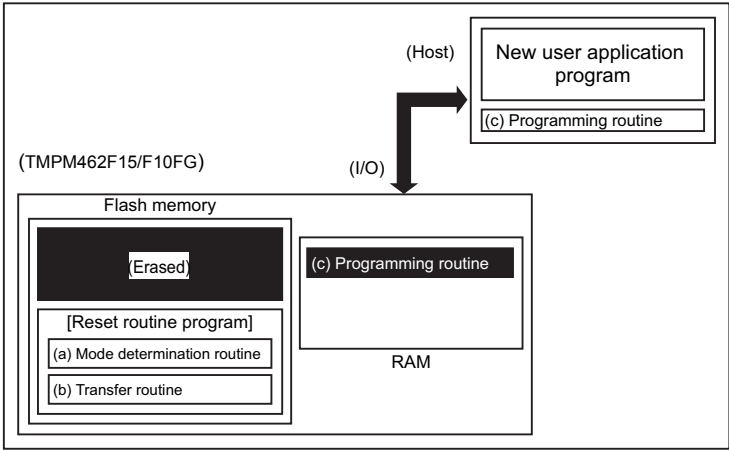 (Host)
New user application
program
(c) Programming routine
(I/O)
(TMPM462F15/F10FG)
Flash memory
(Erased)
[Reset routine program]
(a) Mode determination routine
(b) Transfer routine
(c) Programming routine
RAM